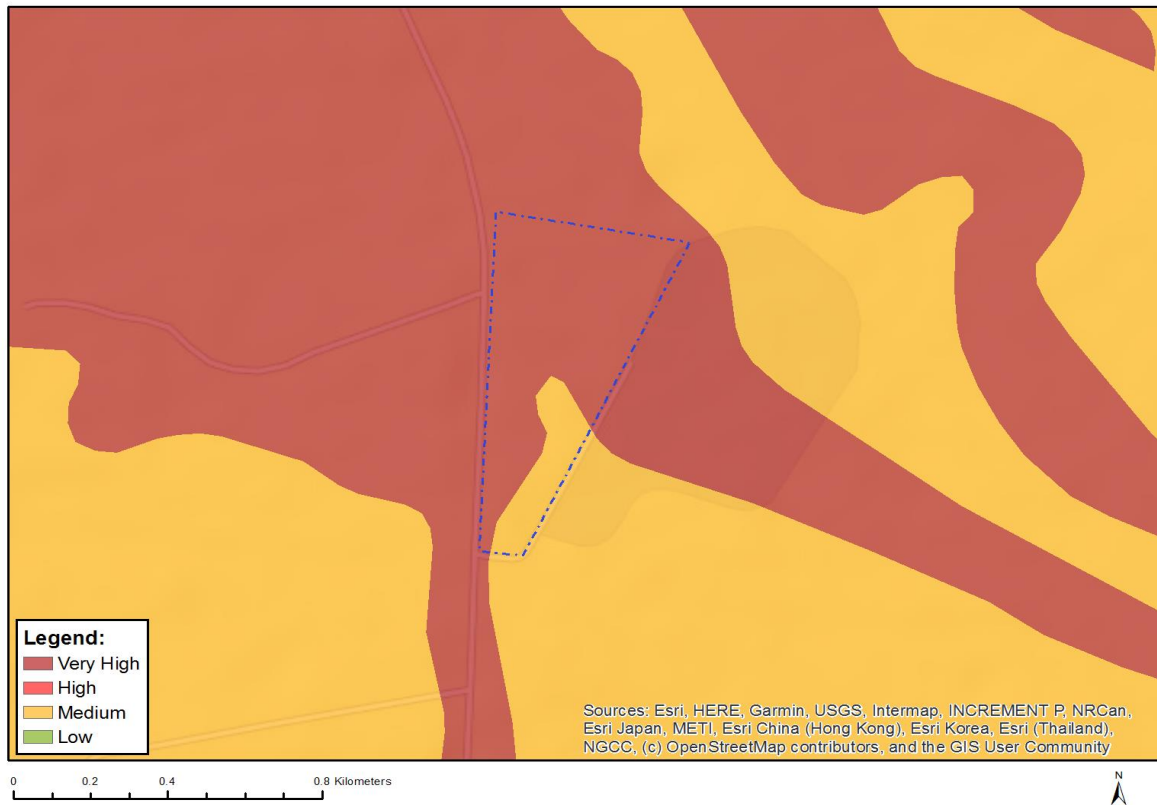 Legend:
Very High
High
Medium
Low
Sources: Esri, HERE, Garmin, USGS, Intermap, INCREMENT P, NRCan,
Esri Japan, METI, Esri China (Hong Kong), Esri Korea, Esri (Thailand),
NGCC, (c) OpenStreetMap contributors, and the GIS User Community
0 0.2 0.4 0.8 Kilometers
N